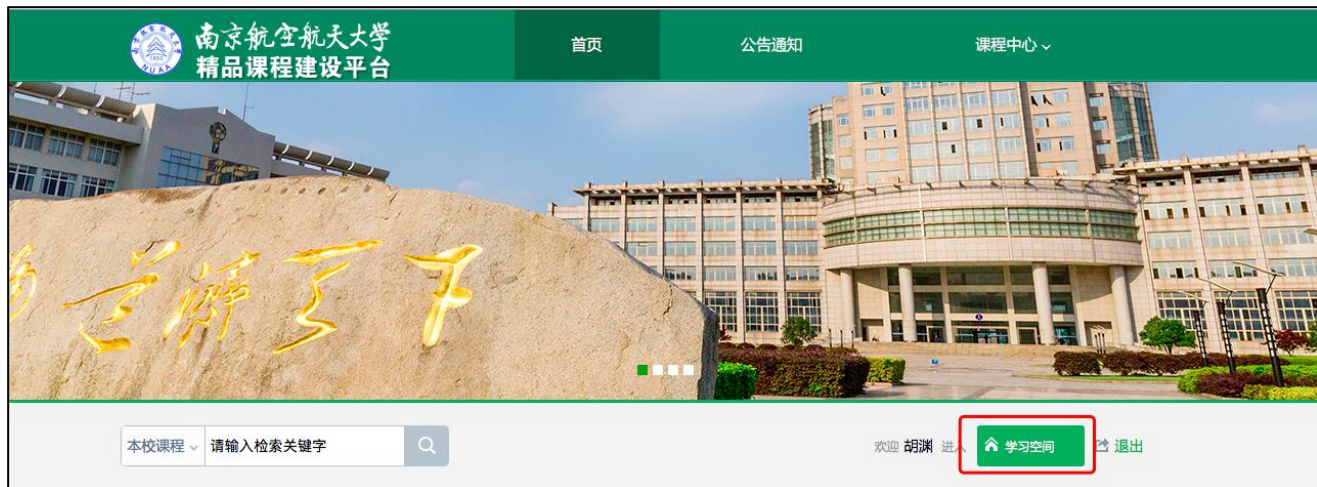 南京航空航天大学
精品课程建设平台
NUAA
1952
首页
公告通知
课程中心
本校课程
请输入检索关键字
欢迎 胡渊 进入
学习空间
退出